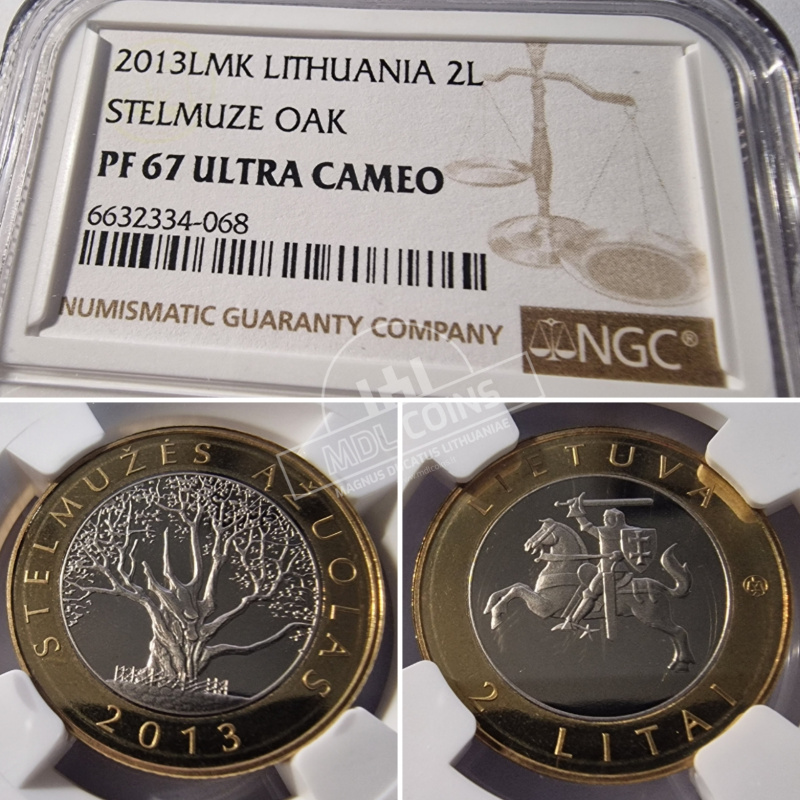 2013LMK LITHUANIA 2L
STELMUZE OAK
PF 67 ULTRA CAMEO
6632334-068
NUMISMATIC GUARANTY COMPANY
NGC®
MDL COINS
MAGNUS DUCATUS LITHUANIAE
STELMUŽĖS ĄŽUOLAS
2013
LIETUVA
2 LITAI